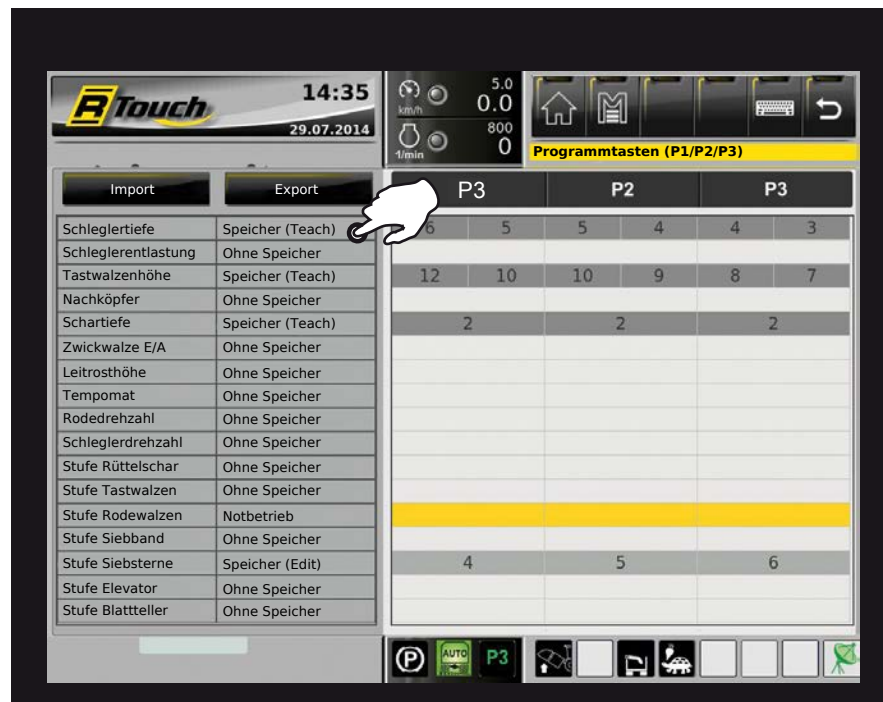 R Touch
14:35
29.07.2014
km/h
5.0
0.0
1/min
800
0
Programmtasten (P1/P2/P3)
Import Export P3 P2 P3
Schleglertiefe Speicher (Teach) 6 5 5 4 4 3
Schleglerentlastung Ohne Speicher
Tastwalzenhöhe Speicher (Teach) 12 10 10 9 8 7
Nachköpfer Ohne Speicher
Schartiefe Speicher (Teach) 2 2 2
Zwickwalze E/A Ohne Speicher
Leitrosthöhe Ohne Speicher
Tempomat Ohne Speicher
Rodedrehzahl Ohne Speicher
Schleglerdrehzahl Ohne Speicher
Stufe Rüttelschar Ohne Speicher
Stufe Tastwalzen Ohne Speicher
Stufe Rodewalzen Notbetrieb
Stufe Siebband Ohne Speicher
Stufe Siebsterne Speicher (Edit) 4 5 6
Stufe Elevator Ohne Speicher
Stufe Blattteller Ohne Speicher
P AUTO P3